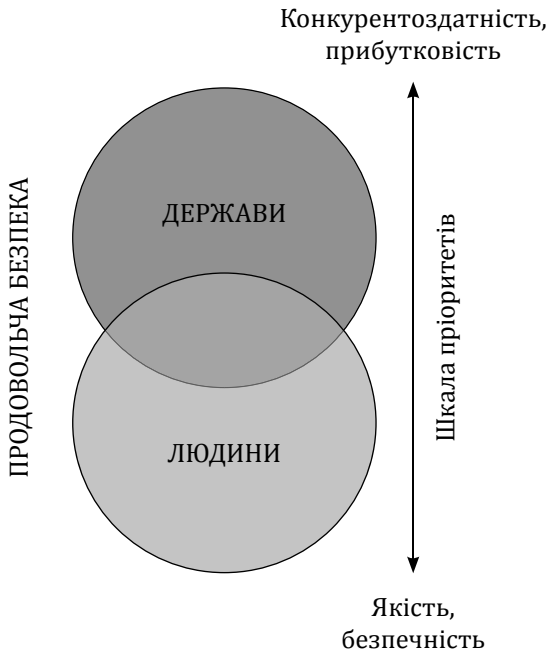 Конкурентоздатність,
прибутковість
ПРОДОВОЛЬЧА БЕЗПЕКА
ДЕРЖАВИ
ЛЮДИНИ
Шкала пріоритетів
Якість,
безпечність